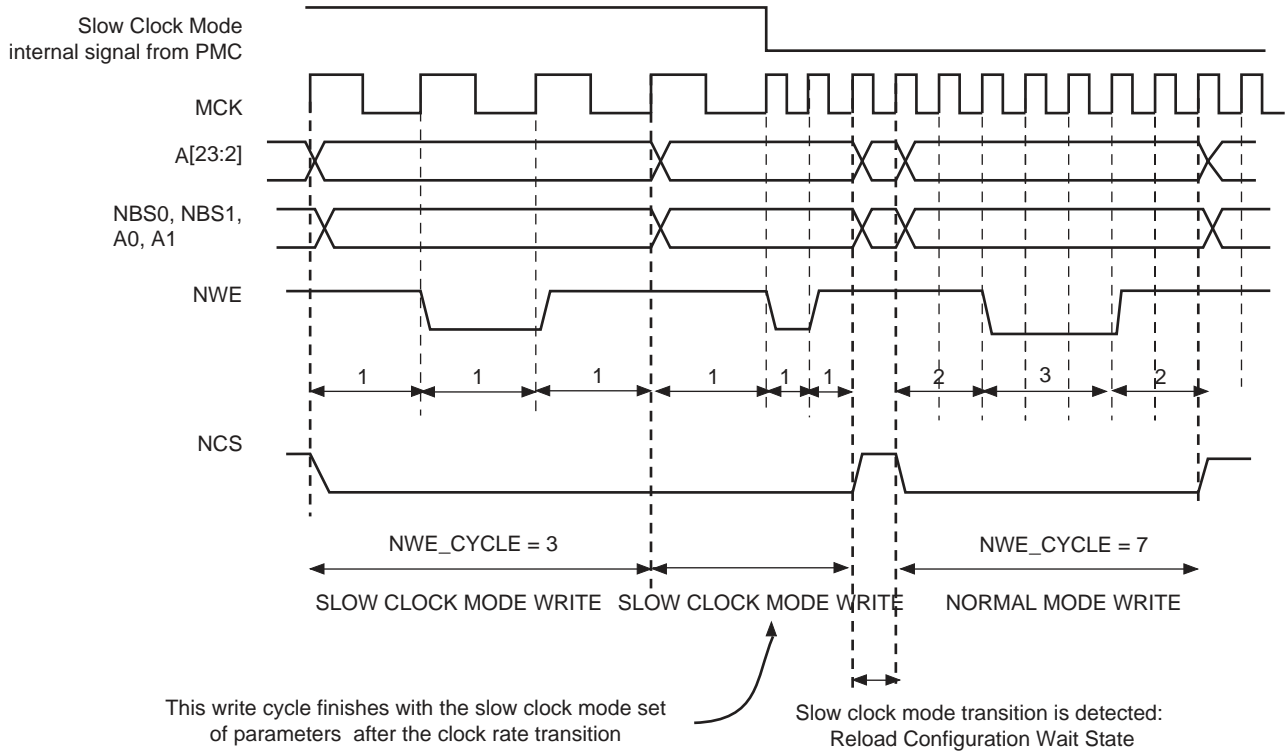 Slow Clock Mode
internal signal from PMC
MCK
A[23:2]
NBS0, NBS1,
A0, A1
NWE
1 1 1 1 1 1 2 3 2
NCS
NWE_CYCLE = 3 NWE_CYCLE = 7
SLOW CLOCK MODE WRITE SLOW CLOCK MODE WRITE NORMAL MODE WRITE
This write cycle finishes with the slow clock mode set
of parameters after the clock rate transition
Slow clock mode transition is detected:
Reload Configuration Wait State